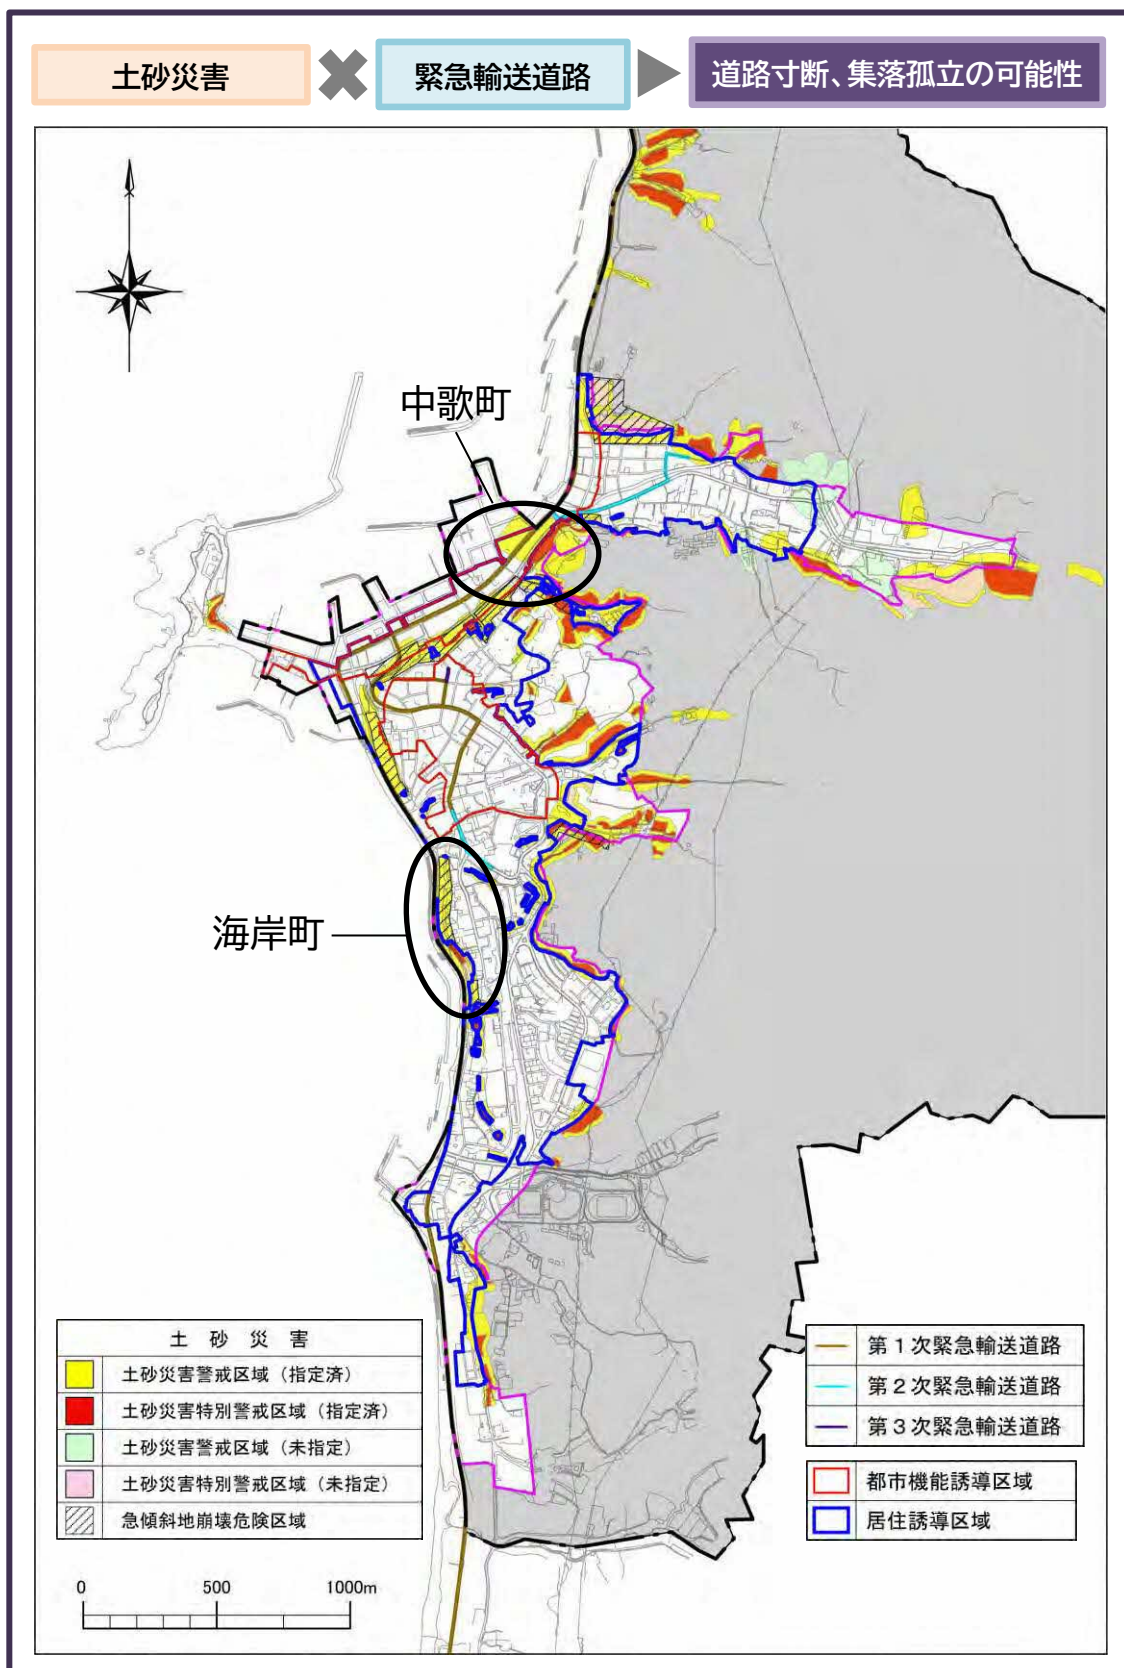 土砂災害
緊急輸送道路
道路寸断、集落孤立の可能性
中歌町
海岸町
土砂災害
土砂災害警戒区域（指定済）
土砂災害特別警戒区域（指定済）
土砂災害警戒区域（未指定）
土砂災害特別警戒区域（未指定）
急傾斜地崩壊危険区域
第１次緊急輸送道路
第２次緊急輸送道路
第３次緊急輸送道路
都市機能誘導区域
居住誘導区域
0 500 1000m